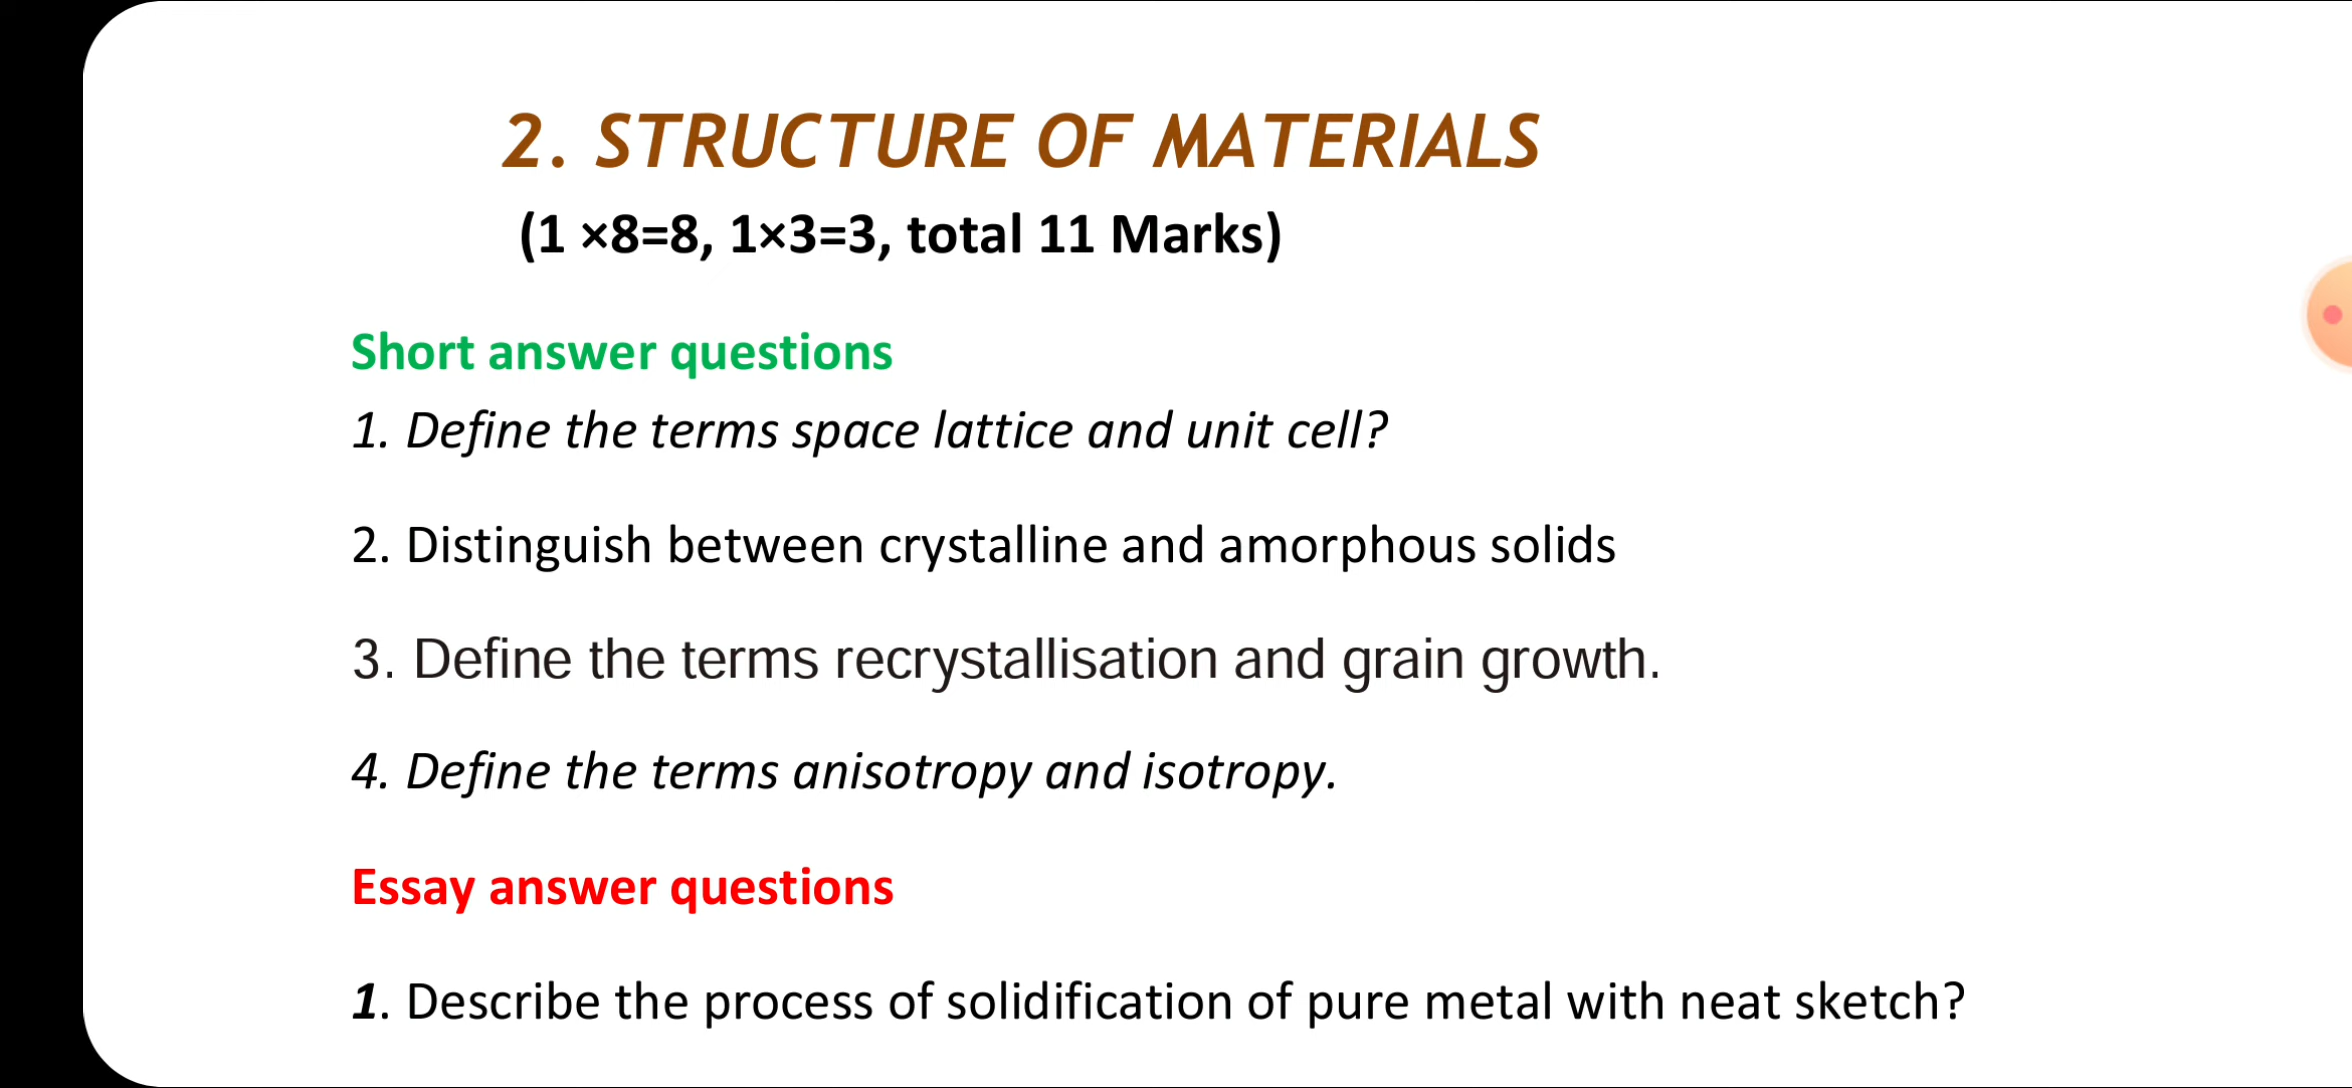 2. STRUCTURE OF MATERIALS
(1 ×8=8, 1×3=3, total 11 Marks)
Short answer questions
1. Define the terms space lattice and unit cell?
2. Distinguish between crystalline and amorphous solids
3. Define the terms recrystallisation and grain growth.
4. Define the terms anisotropy and isotropy.
Essay answer questions
1. Describe the process of solidification of pure metal with neat sketch?